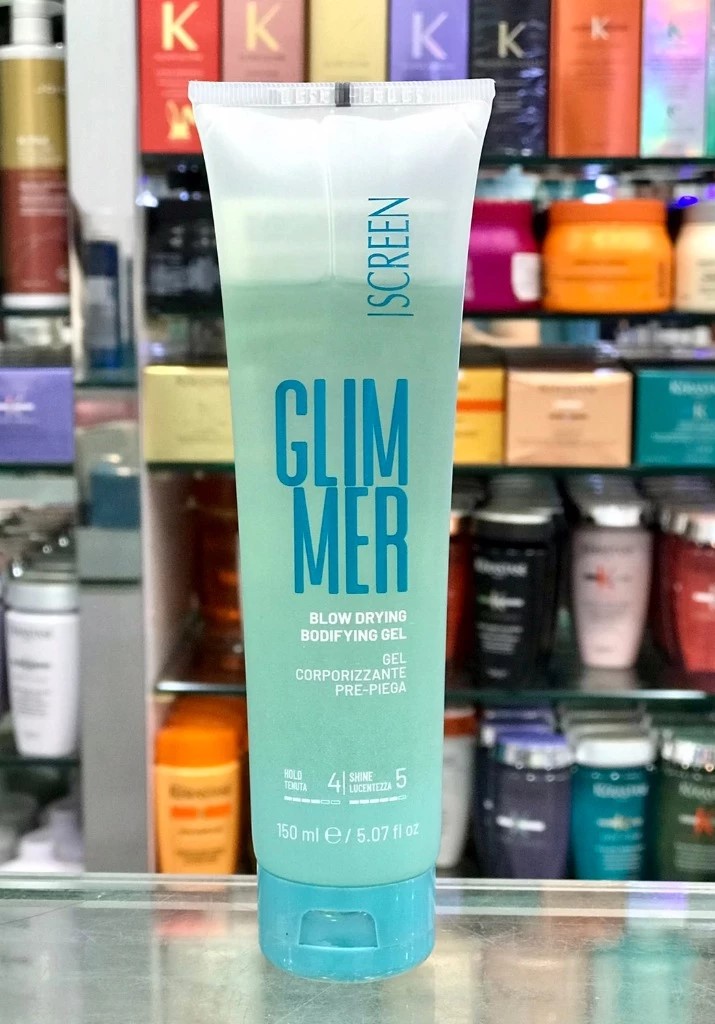 K
K
K
K
K
K
SCREEN
GLIM
MER
BLOW DRYING
BODIFYING GEL
GEL
CORPORIZZANTE
PRE-PIEGA
HOLD
TENUTA
4
SHINE
LUCENTEZZA
5
150 ml ℮ / 5.07 fl oz